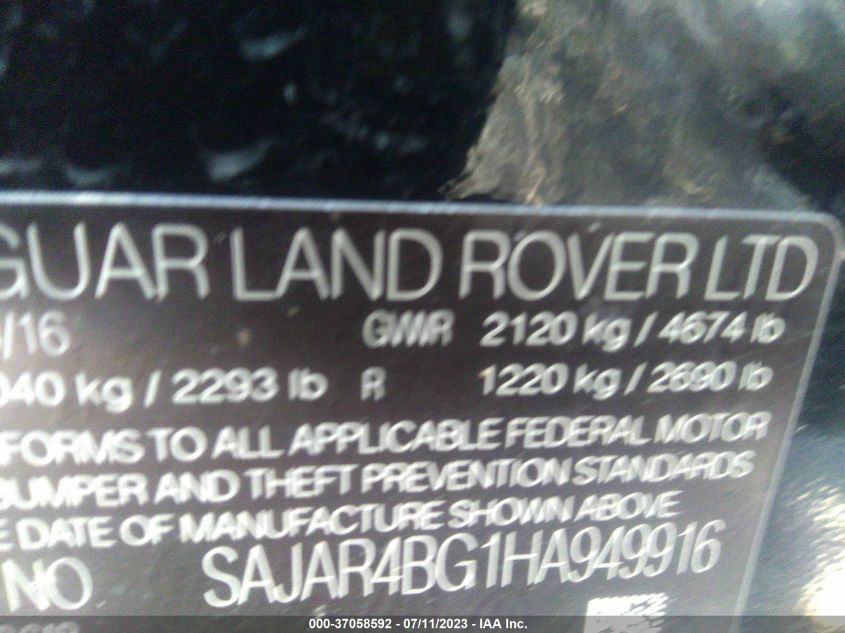 GUAR LAND ROVER LTD
/16 GWR 2120 kg / 4674 lb
040 kg / 2293 lb R 1220 kg / 2690 lb
FORMS TO ALL APPLICABLE FEDERAL MOTOR
BUMPER AND THEFT PREVENTION STANDARDS
E DATE OF MANUFACTURE SHOWN ABOVE
NO SAJAR4BG1HA949916
000-37058592 - 07/11/2023 - IAA Inc.